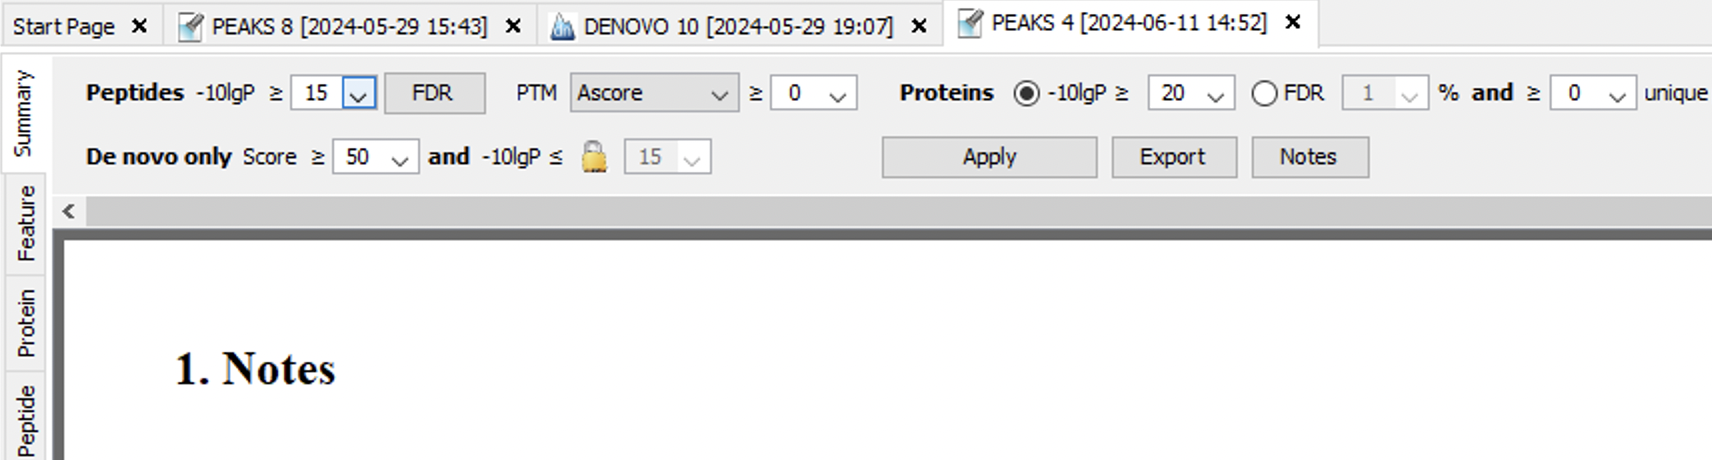 Start Page PEAKS 8 [2024-05-29 15:43] DENOVO 10 [2024-05-29 19:07] PEAKS 4 [2024-06-11 14:52]
Peptides -10lgP ≥ 15 FDR PTM Ascore ≥ 0 Proteins -10lgP ≥ 20 FDR 1 % and ≥ 0 unique
De novo only Score ≥ 50 and -10lgP ≤ 15 Apply Export Notes
Summary
Feature
Protein
Peptide
1. Notes